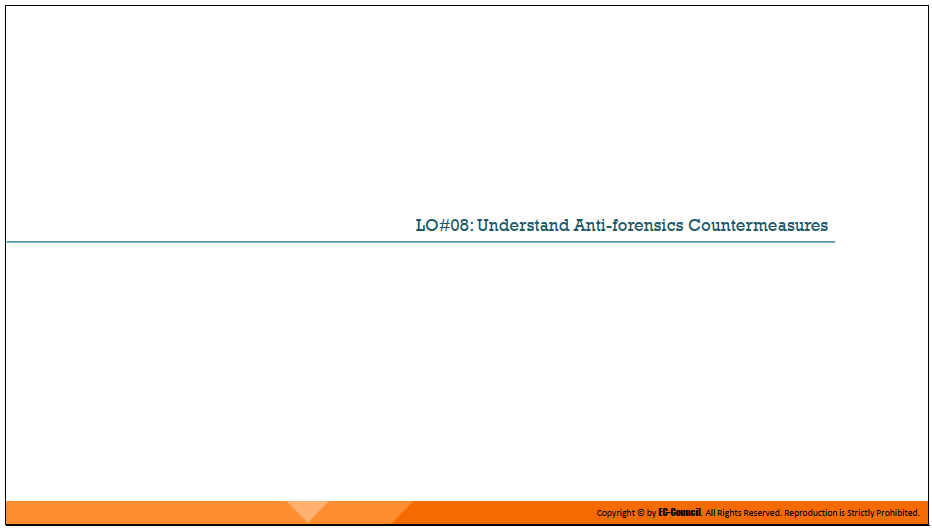 LO#08: Understand Anti-forensics Countermeasures
Copyright © by EC-Council. All Rights Reserved. Reproduction is Strictly Prohibited.